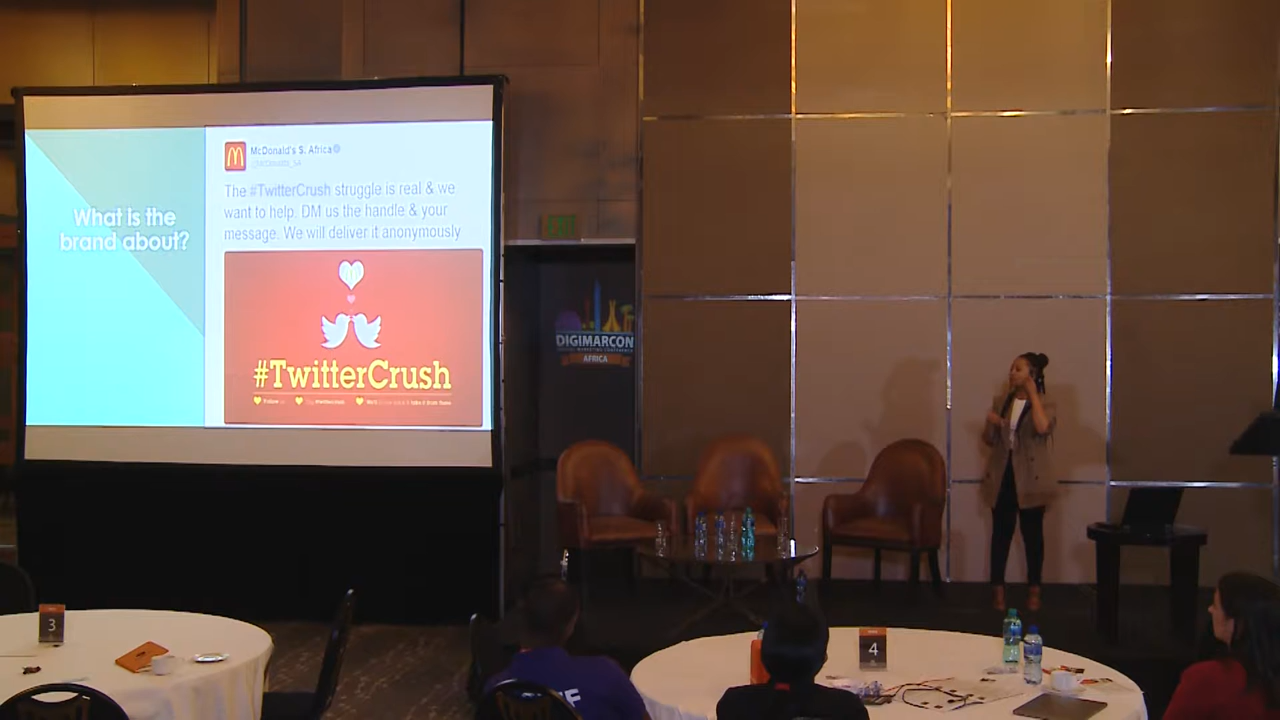 What is the
brand about?
McDonald's S. Africa
The #TwitterCrush struggle is real & we
want to help. DM us the handle & your
message. We will deliver it anonymously
#TwitterCrush
EXIT
DIGIMARCON
AFRICA
3
4